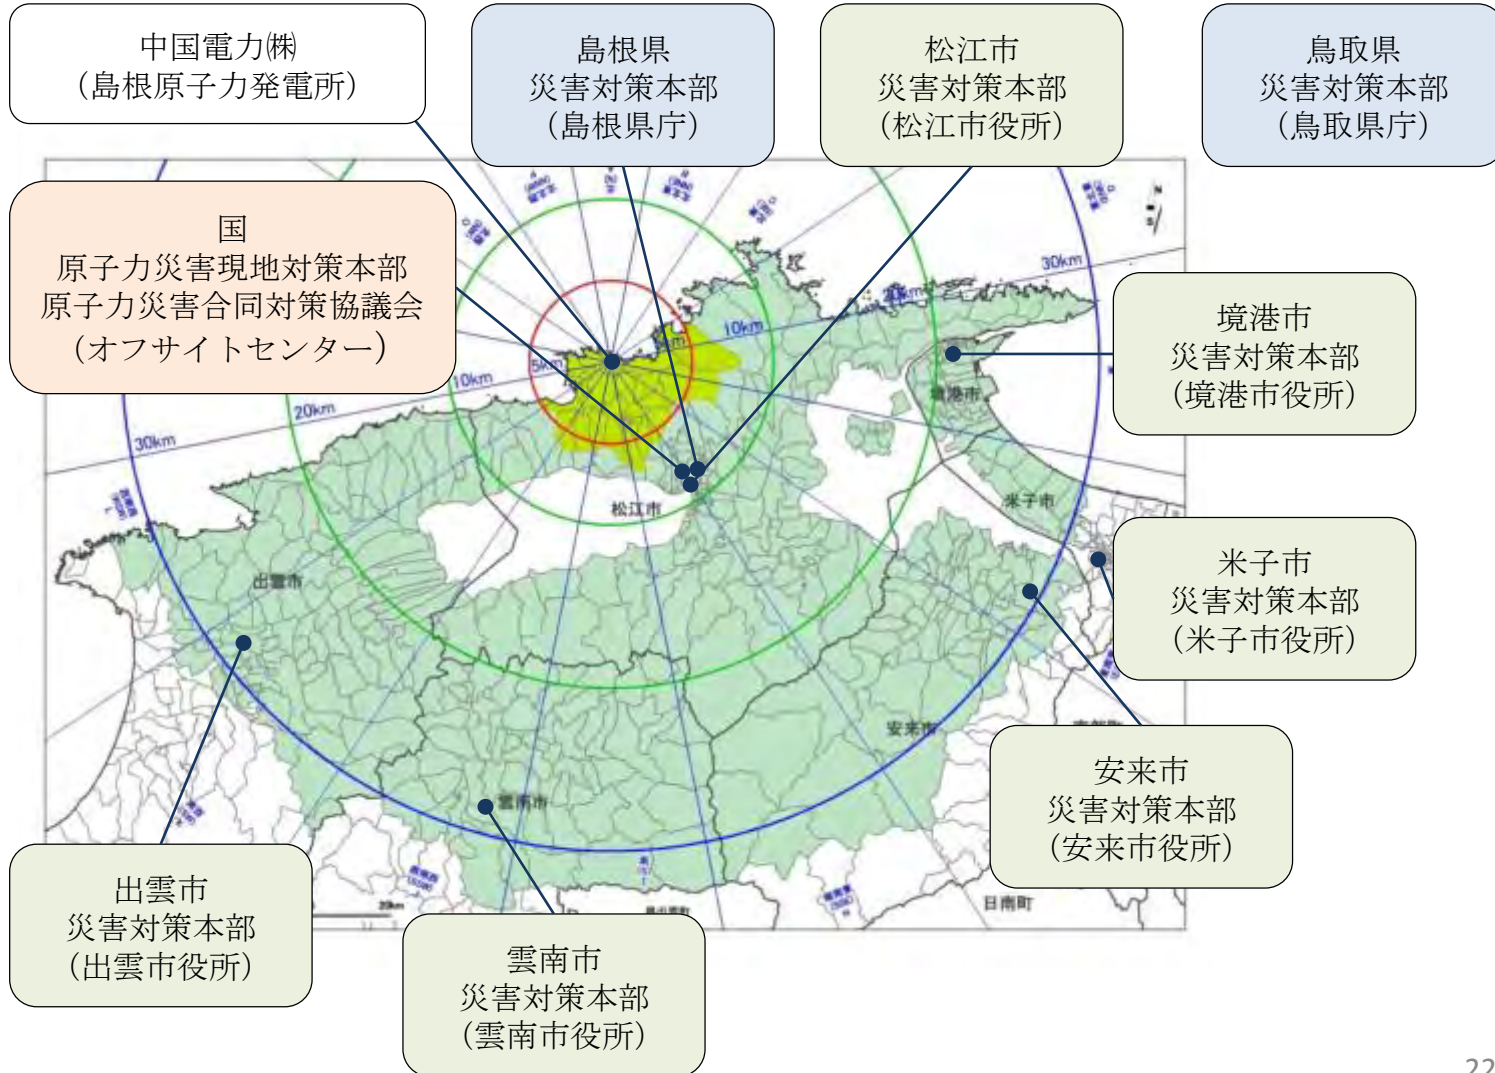 中国電力㈱
（島根原子力発電所）
島根県
災害対策本部
（島根県庁）
松江市
災害対策本部
（松江市役所）
鳥取県
災害対策本部
（鳥取県庁）
国
原子力災害現地対策本部
原子力災害合同対策協議会
（オフサイトセンター）
30km
20km
10km
5km
10km
20km
30km
境港市
災害対策本部
（境港市役所）
境港市
米子市
松江市
出雲市
米子市
災害対策本部
（米子市役所）
安来市
雲南市
安来市
災害対策本部
（安来市役所）
日南町
出雲市
災害対策本部
（出雲市役所）
20km
雲南市
災害対策本部
（雲南市役所）
22